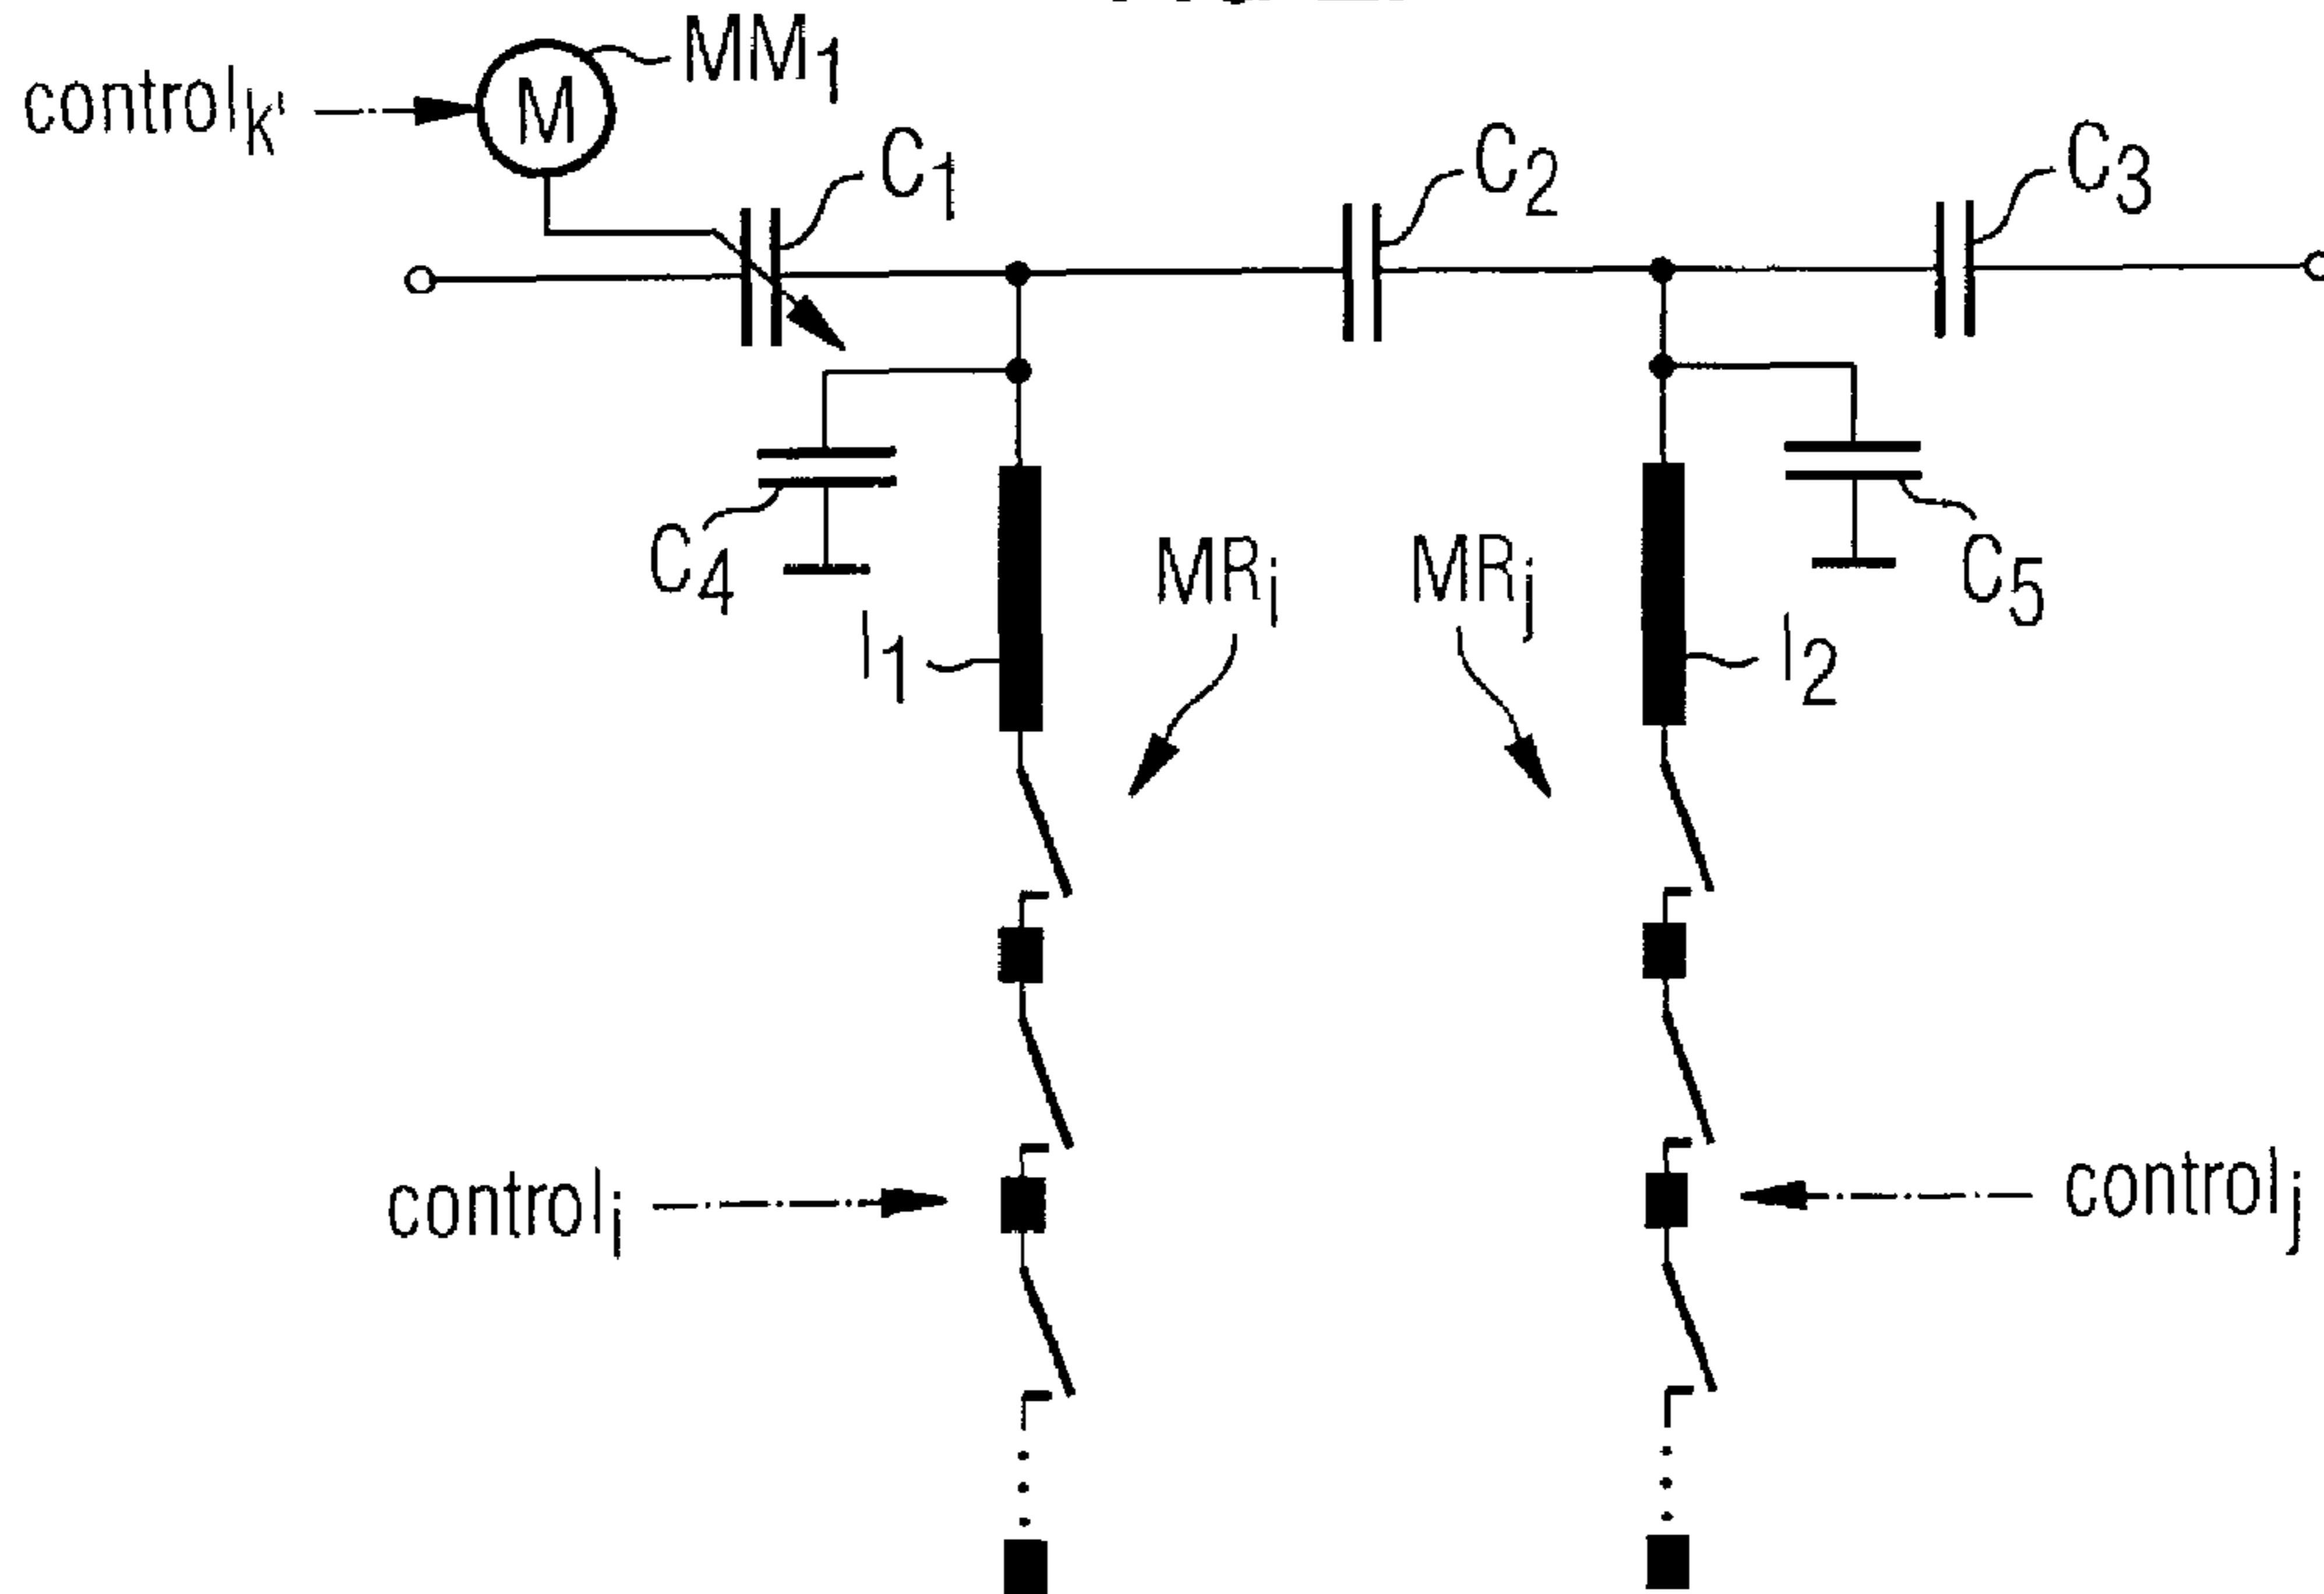 MM1
controlk'
M
C1
C2
C3
C4
MRi
MRj
C5
l1
l2
controli
controlj